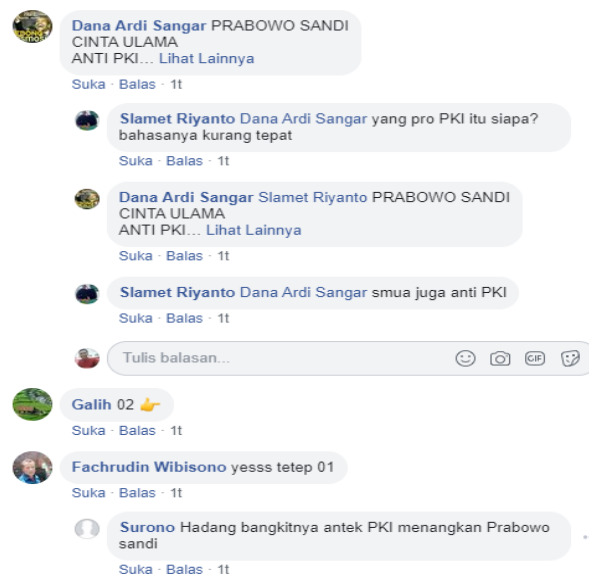 Dana Ardi Sangar PRABOWO SANDI
CINTA ULAMA
ANTI PKI... Lihat Lainnya
Suka · Balas · 1t
Slamet Riyanto Dana Ardi Sangar yang pro PKI itu siapa?
bahasanya kurang tepat
Suka · Balas · 1t
Dana Ardi Sangar Slamet Riyanto PRABOWO SANDI
CINTA ULAMA
ANTI PKI... Lihat Lainnya
Suka · Balas · 1t
Slamet Riyanto Dana Ardi Sangar smua juga anti PKI
Suka · Balas · 1t
Tulis balasan...
GIF
Galih 02 👉
Suka · Balas · 1t
Fachrudin Wibisono yesss tetep 01
Suka · Balas · 1t
Surono Hadang bangkitnya antek PKI menangkan Prabowo
sandi
Suka · Balas · 1t